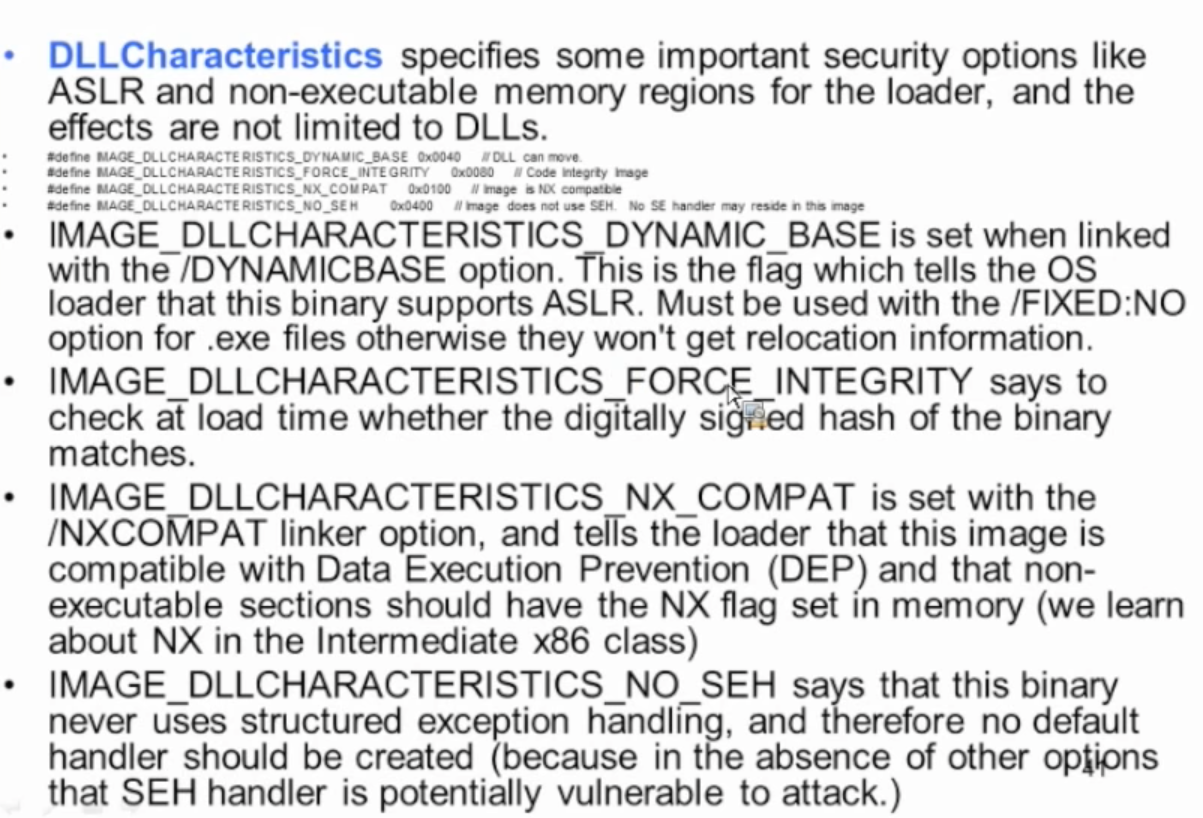 • DLLCharacteristics specifies some important security options like
ASLR and non-executable memory regions for the loader, and the
effects are not limited to DLLs.
• #define IMAGE_DLLCHARACTERISTICS_DYNAMIC_BASE 0x0040 // DLL can move.
• #define IMAGE_DLLCHARACTERISTICS_FORCE_INTEGRITY 0x0080 // Code Integrity Image
• #define IMAGE_DLLCHARACTERISTICS_NX_COMPAT 0x0100 // Image is NX compatible
• #define IMAGE_DLLCHARACTERISTICS_NO_SEH 0x0400 // Image does not use SEH. No SE handler may reside in this image
• IMAGE_DLLCHARACTERISTICS_DYNAMIC_BASE is set when linked
with the /DYNAMICBASE option. This is the flag which tells the OS
loader that this binary supports ASLR. Must be used with the /FIXED:NO
option for .exe files otherwise they won't get relocation information.
• IMAGE_DLLCHARACTERISTICS_FORCE_INTEGRITY says to
check at load time whether the digitally signed hash of the binary
matches.
• IMAGE_DLLCHARACTERISTICS_NX_COMPAT is set with the
/NXCOMPAT linker option, and tells the loader that this image is
compatible with Data Execution Prevention (DEP) and that non-
executable sections should have the NX flag set in memory (we learn
about NX in the Intermediate x86 class)
• IMAGE_DLLCHARACTERISTICS_NO_SEH says that this binary
never uses structured exception handling, and therefore no default
handler should be created (because in the absence of other options
that SEH handler is potentially vulnerable to attack.)